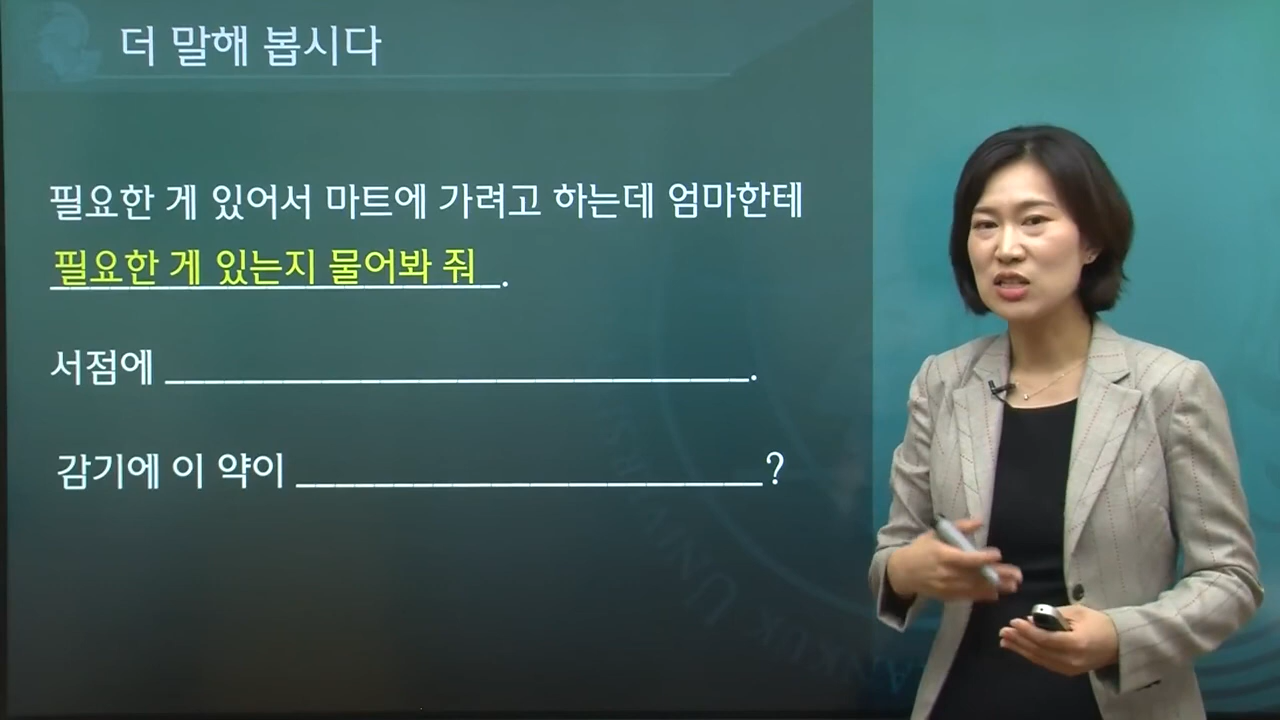 더 말해 봅시다
필요한 게 있어서 마트에 가려고 하는데 엄마한테
필요한 게 있는지 물어봐 줘.
서점에 ______________________________.
감기에 이 약이 ________________________?